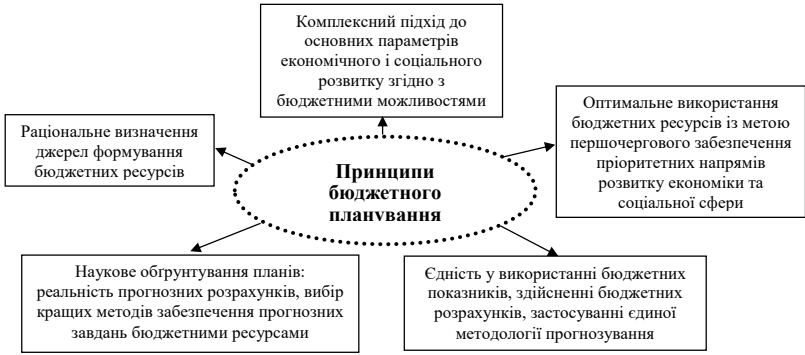 Комплексний підхід до
основних параметрів
економічного і соціального
розвитку згідно з
бюджетними можливостями
Раціональне визначення
джерел формування
бюджетних ресурсів
Оптимальне використання
бюджетних ресурсів із метою
першочергового забезпечення
пріоритетних напрямів
розвитку економіки та
соціальної сфери
Принципи
бюджетного
планування
Наукове обґрунтування планів:
реальність прогнозних розрахунків, вибір
кращих методів забезпечення прогнозних
завдань бюджетними ресурсами
Єдність у використанні бюджетних
показників, здійсненні бюджетних
розрахунків, застосуванні єдиної
методології прогнозування